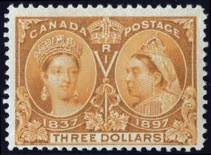 CANADA POSTAGE
V R I
1837 1897
THREE DOLLARS